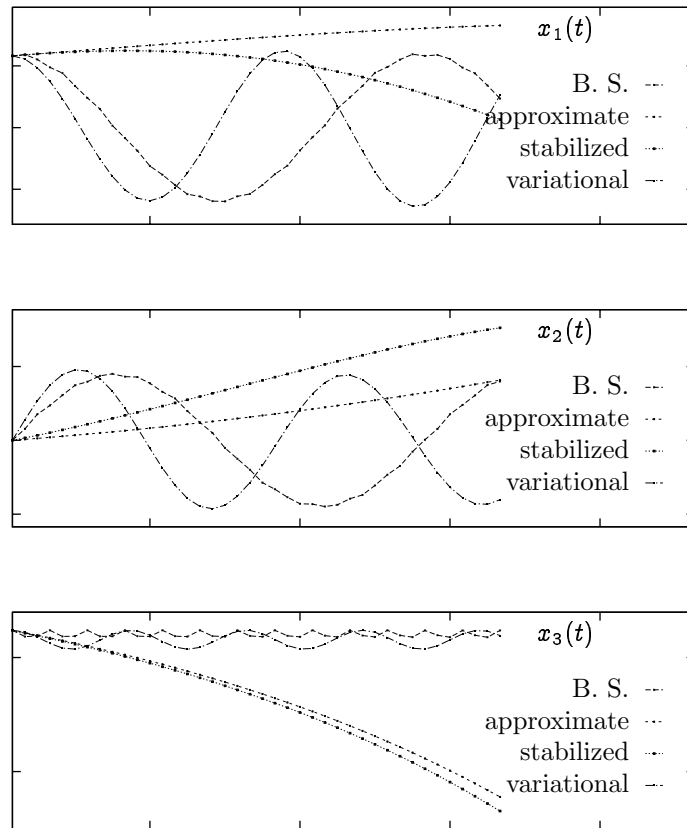 x₁(t)
B. S.
approximate
stabilized
variational
x₂(t)
B. S.
approximate
stabilized
variational
x₃(t)
B. S.
approximate
stabilized
variational